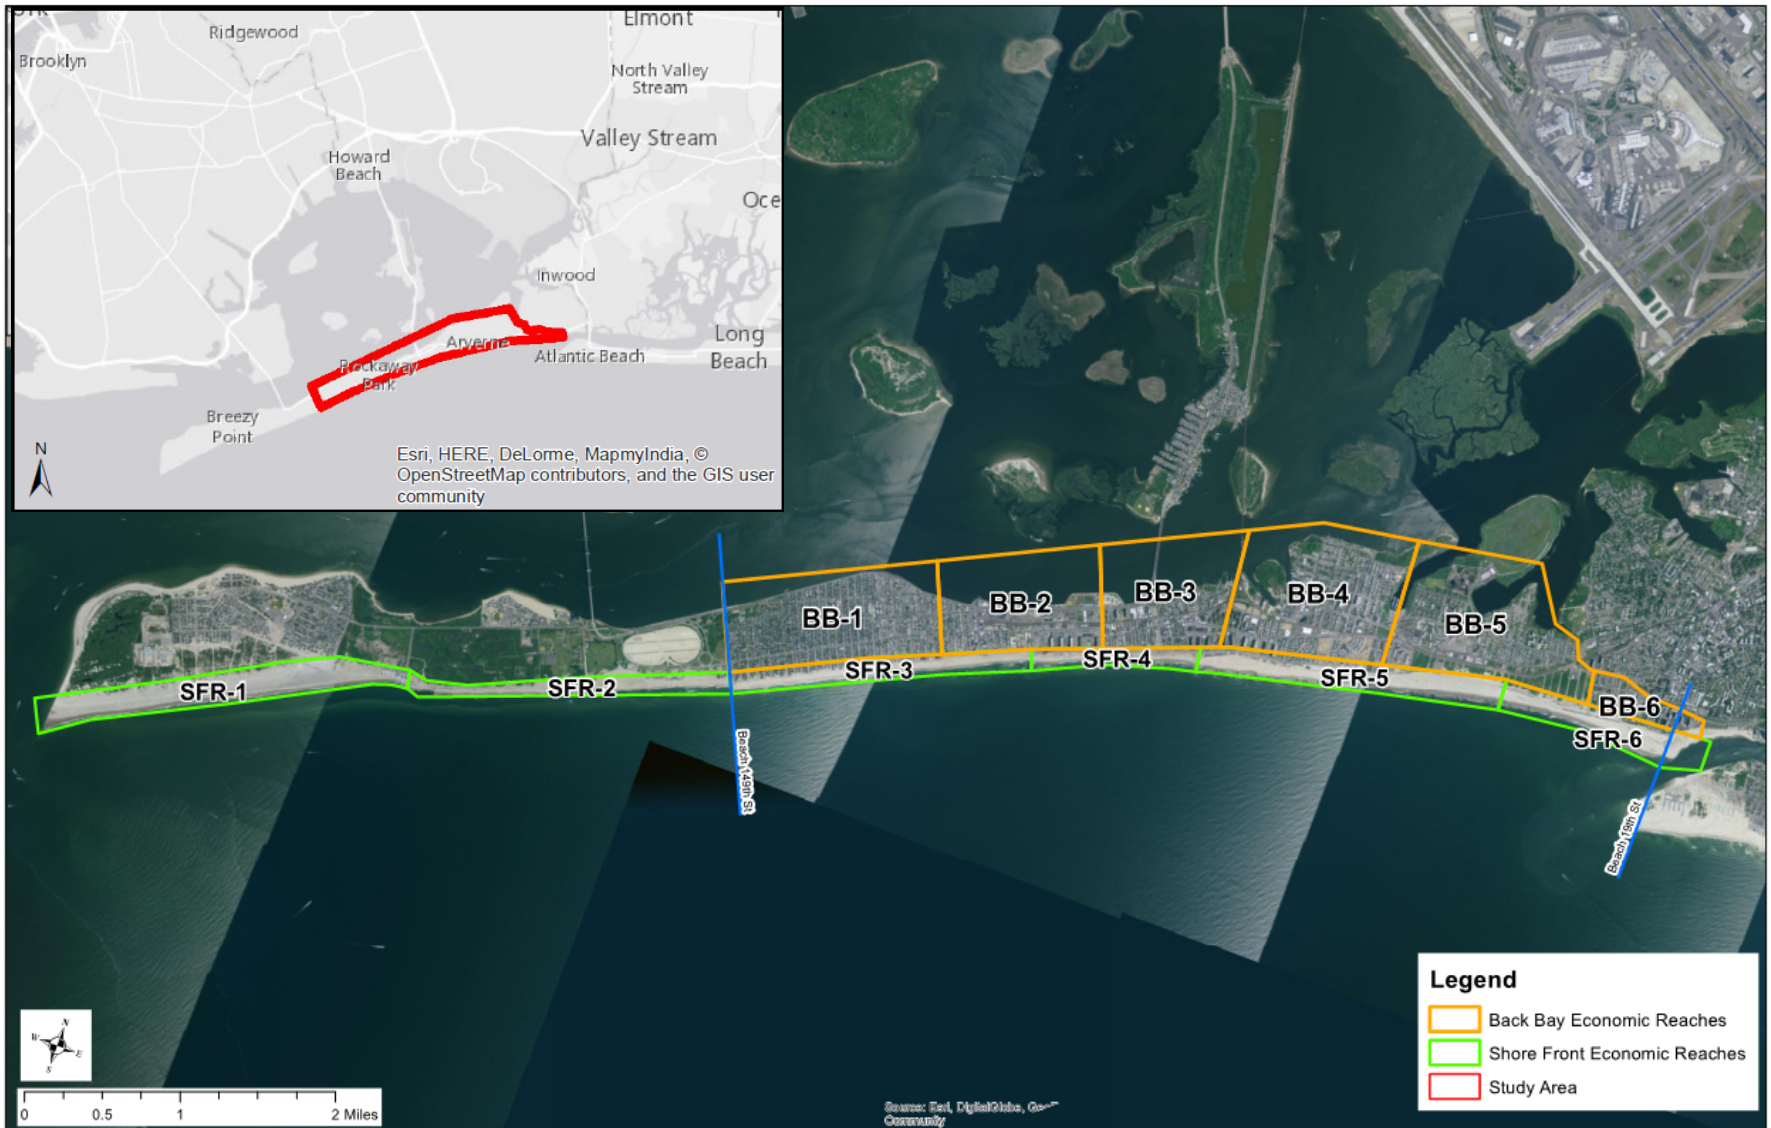 Elmont
Ridgewood
Brooklyn
North Valley
Stream
Valley Stream
Howard
Beach
Oce
Inwood
Arverne
Long
Beach
Atlantic Beach
Rockaway
Park
Breezy
Point
N
Esri, HERE, DeLorme, MapmyIndia, ©
OpenStreetMap contributors, and the GIS user
community
BB-1
BB-2
BB-3
BB-4
BB-5
BB-6
SFR-1
SFR-2
SFR-3
SFR-4
SFR-5
SFR-6
Beach 149th St
Beach 19th St
Legend
Back Bay Economic Reaches
Shore Front Economic Reaches
Study Area
N
W
E
S
0 0.5 1 2 Miles
Source: Esri, DigitalGlobe,
Community